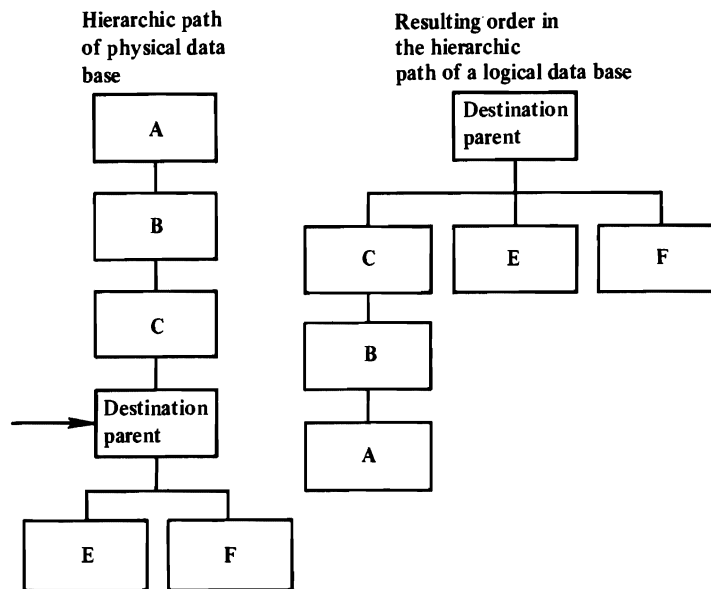 Hierarchic path
of physical data
base
A
B
C
Destination
parent
E
F
Resulting order in
the hierarchic
path of a logical data base
Destination
parent
C
E
F
B
A